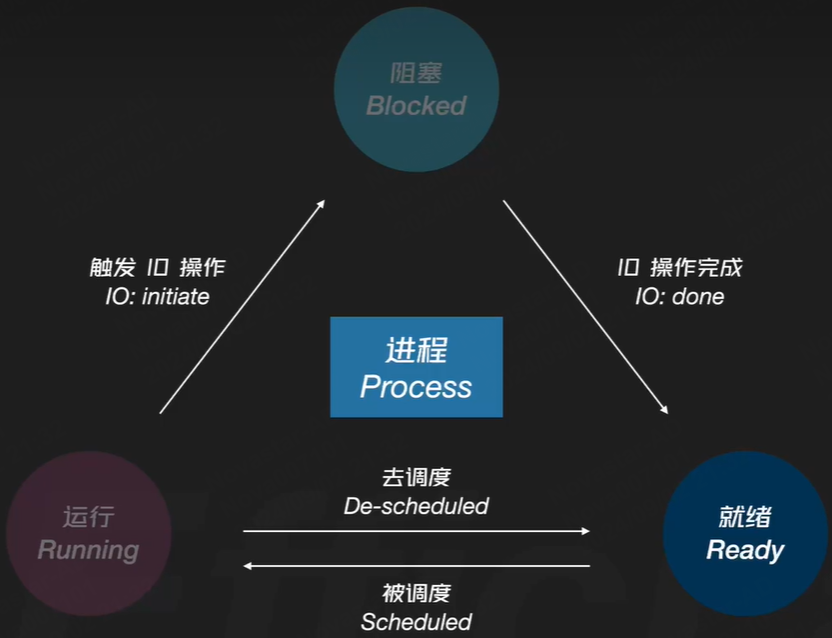 阻塞
Blocked
触发 IO 操作
IO: initiate
IO 操作完成
IO: done
进程
Process
去调度
De-scheduled
运行
Running
就绪
Ready
被调度
Scheduled